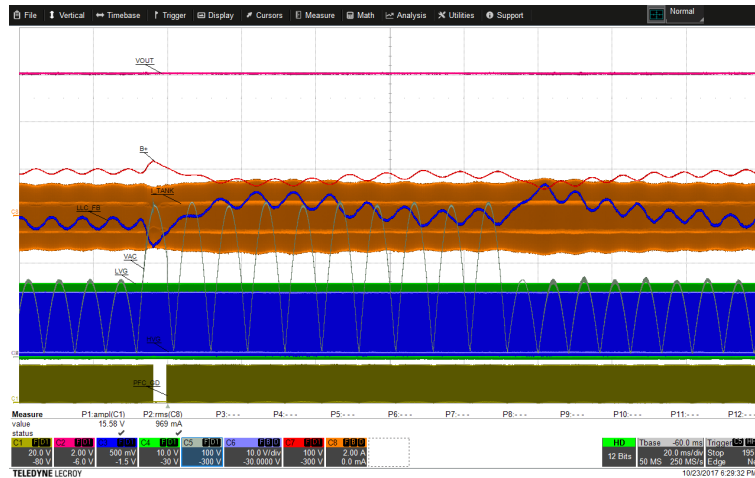 File Vertical Timebase Trigger Display Cursors Measure Math Analysis Utilities Support Normal
VOUT
B+
I_TANK
LLC_FB
VAC
LVG
PFC_GD
Measure P1:ampl(C1) P2:rms(C8) P3:--- P4:--- P5:--- P6:--- P7:--- P8:--- P9:--- P10:--- P11:--- P12:---
value 15.58 V 969 mA
status
C1 C2 C4 C5 C6 C7 C8 HD Tbase -60.0 ms Trigger
20.0 V 2.00 V 500 mV 10.0 V 100 V 10.0 V/div 100 V 2.00 A 12 Bits 20.0 ms/div Stop 195
-80 V -6.0 V -1.5 V -30 V -300 V -30.0000 V -300 V 0.0 mA 50 MS 250 MS/s Edge
TELEDYNE LECROY 10/23/2017 6:29:32 PM